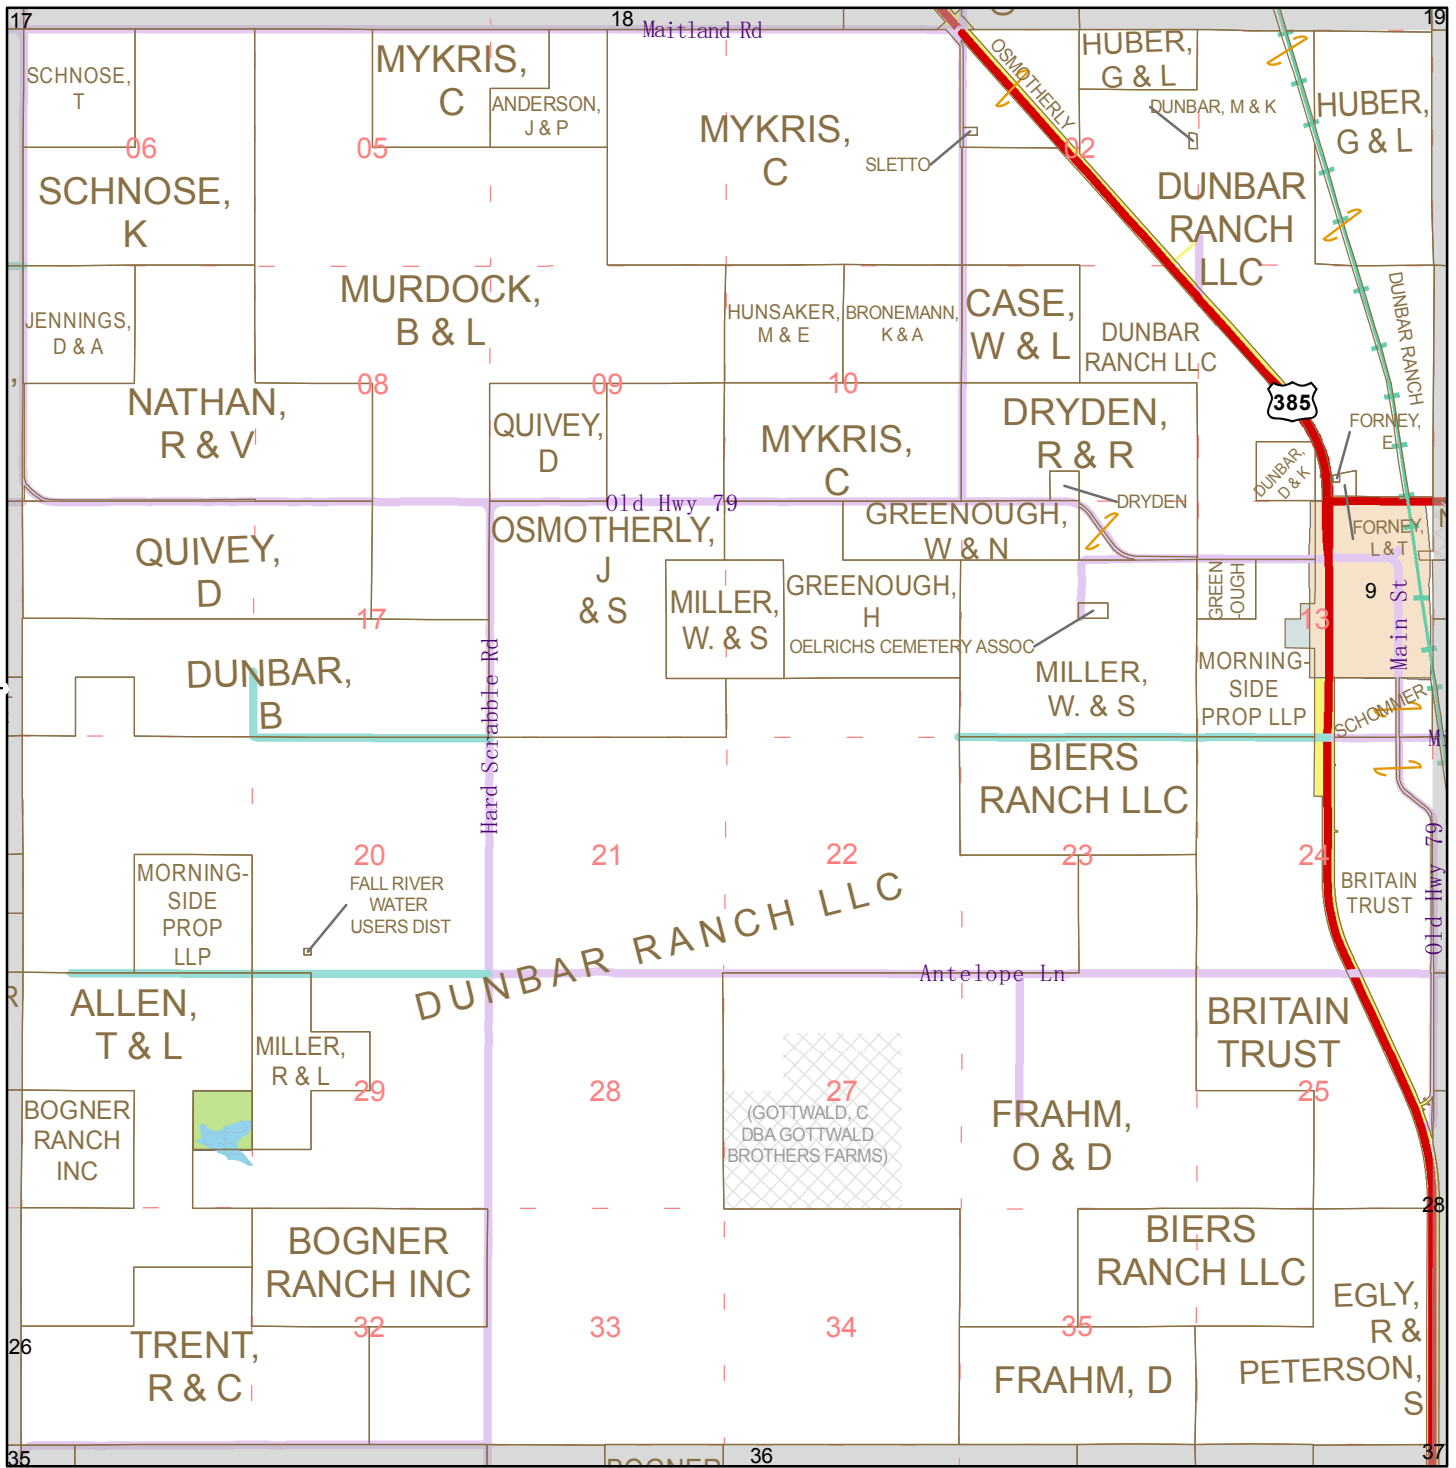 17
18
19
Maitland Rd
SCHNOSE,
T
MYKRIS,
C
ANDERSON,
J & P
MYKRIS,
C
SLETTO
OSMOTHERLY
HUBER,
G & L
DUNBAR, M & K
HUBER,
G & L
06
05
02
SCHNOSE,
K
DUNBAR
RANCH
LLC
JENNINGS,
D & A
MURDOCK,
B & L
HUNSAKER,
M & E
BRONEMANN,
K & A
CASE,
W & L
DUNBAR
RANCH LLC
DUNBAR RANCH
08
09
10
385
NATHAN,
R & V
QUIVEY,
D
MYKRIS,
C
DRYDEN,
R & R
DRYDEN
DUNBAR,
D & K
FORNEY,
E
Old Hwy 79
FORNEY,
L & T
QUIVEY,
D
OSMOTHERLY,
J
& S
GREENOUGH,
W & N
MILLER,
W. & S
GREENOUGH,
H
OELRICHS CEMETERY ASSOC
GREEN
-OUGH
9
Main St
17
13
DUNBAR,
B
Hard Scrabble Rd
MILLER,
W. & S
MORNING-
SIDE
PROP LLP
SCHOMMER
BIERS
RANCH LLC
20
21
22
23
24
MORNING-
SIDE
PROP
LLP
FALL RIVER
WATER
USERS DIST
BRITAIN
TRUST
Old Hwy 79
DUNBAR RANCH LLC
Antelope Ln
ALLEN,
T & L
MILLER,
R & L
BRITAIN
TRUST
29
28
27
25
BOGNER
RANCH
INC
(GOTTWALD, C
DBA GOTTWALD
BROTHERS FARMS)
FRAHM,
O & D
28
BOGNER
RANCH INC
BIERS
RANCH LLC
EGLY,
R &
PETERSON,
S
32
33
34
35
26
TRENT,
R & C
FRAHM, D
35
36
37
BOGNER